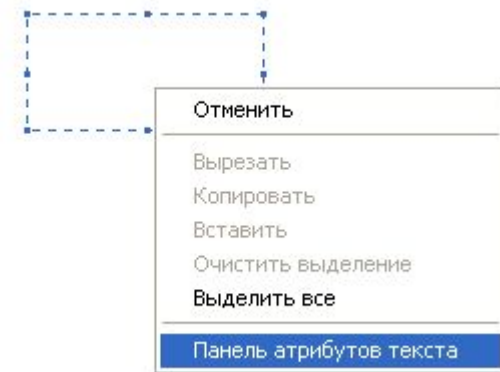 Отменить
Вырезать
Копировать
Вставить
Очистить выделение
Выделить все
Панель атрибутов текста